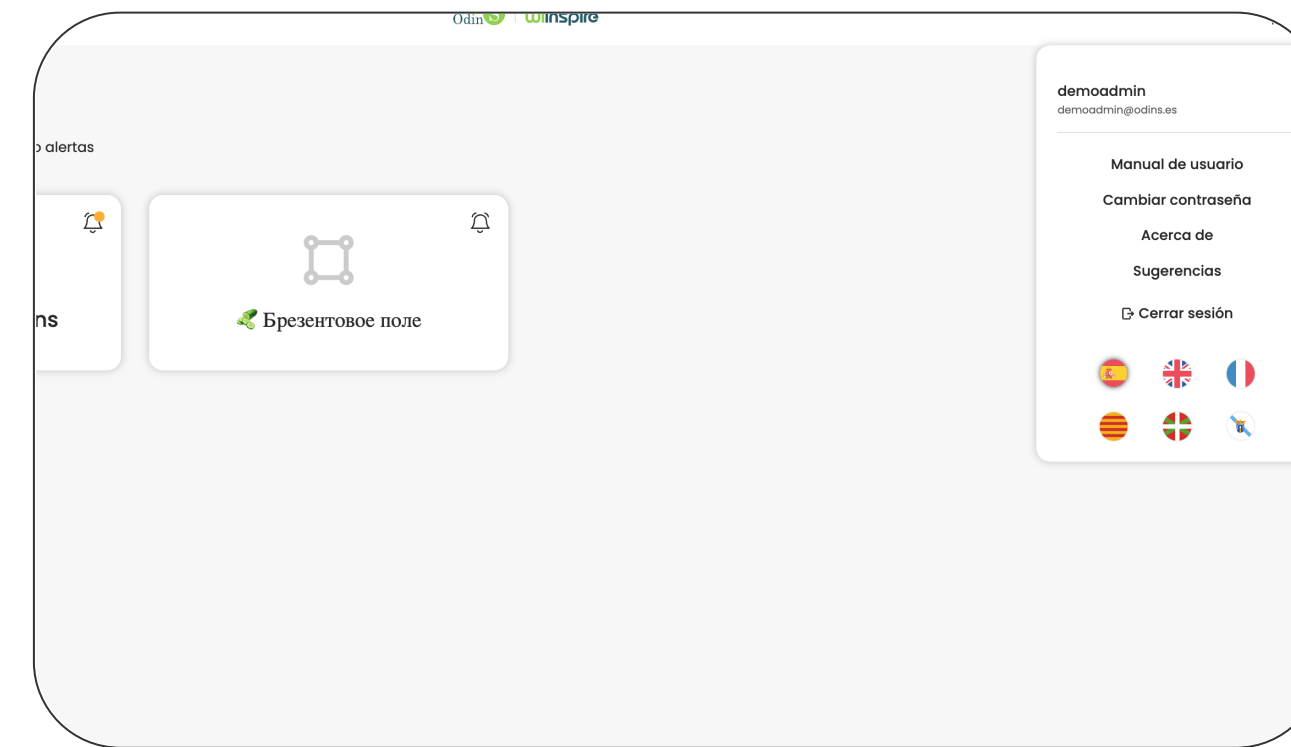 OdinS Winspire
alertas
ns
🥒 Брезентовое поле
demoadmin
demoadmin@odins.es
Manual de usuario
Cambiar contraseña
Acerca de
Sugerencias
Cerrar sesión